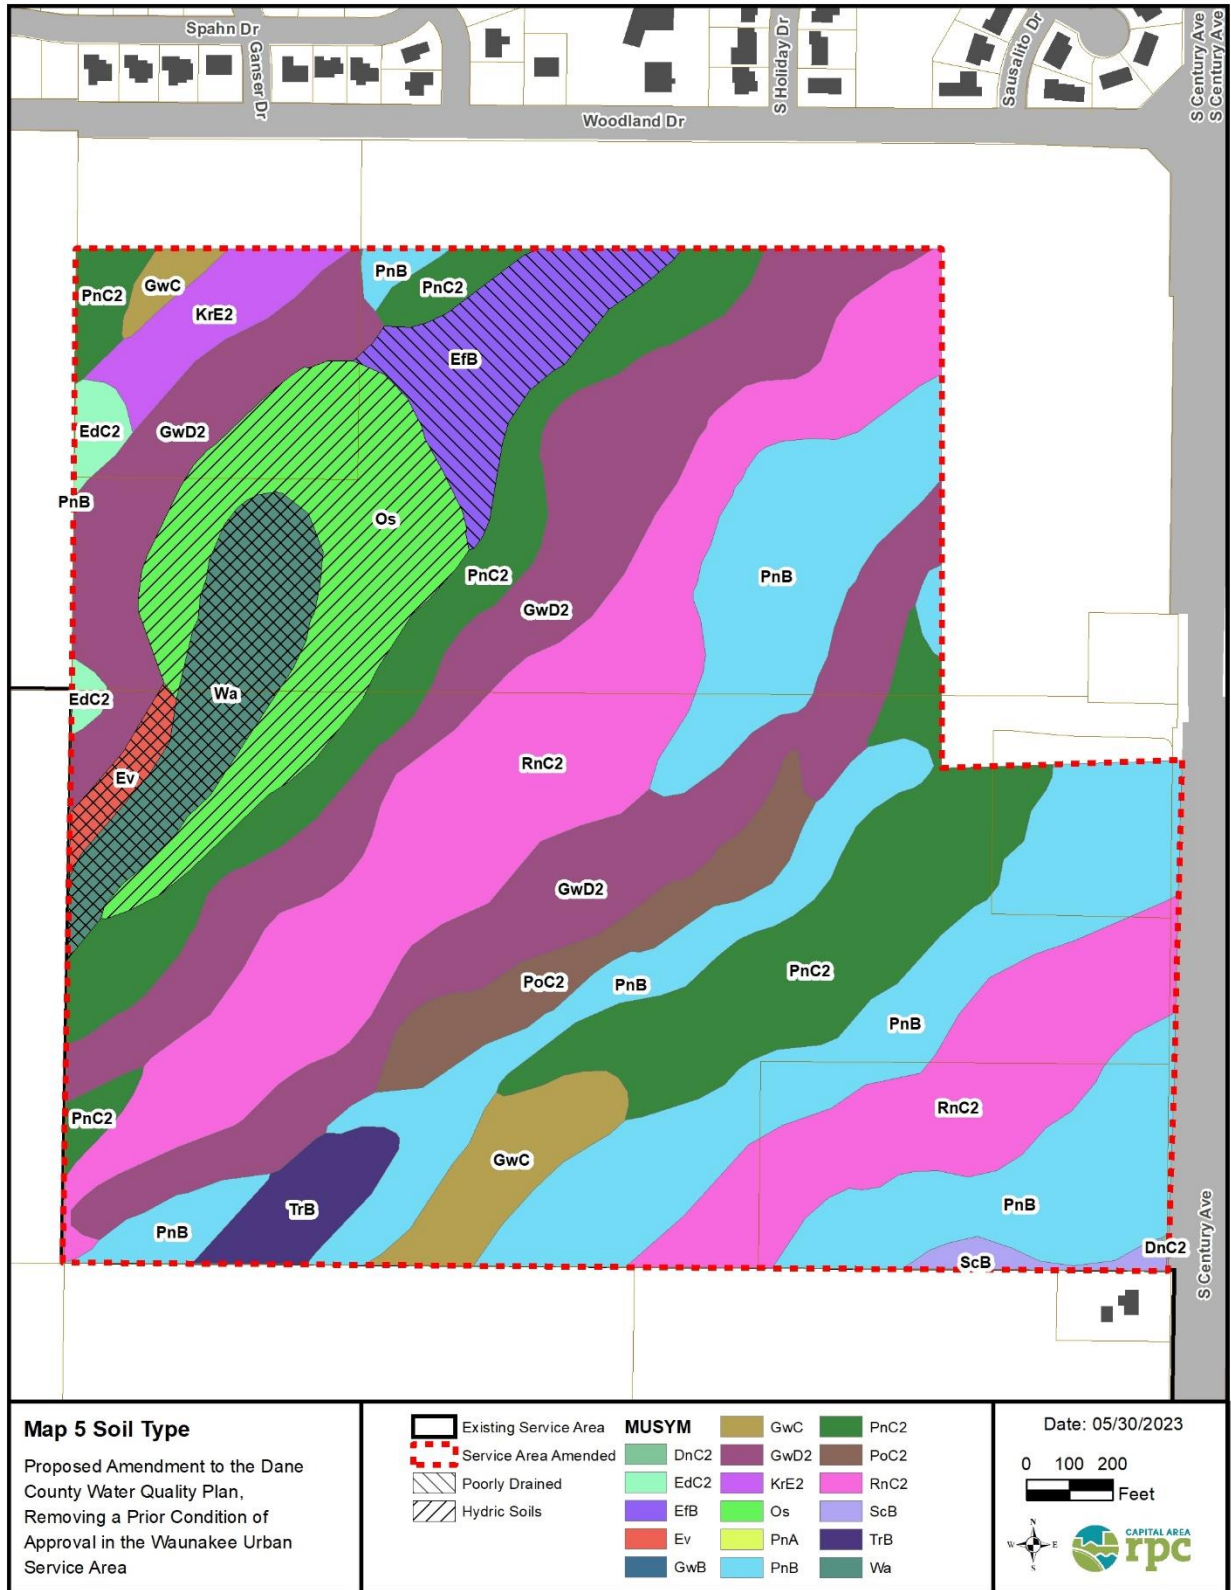 Spahn Dr
Ganser Dr
S Holiday Dr
Sausalito Dr
S Century Ave
S Century Ave
Woodland Dr
PnC2
GwC
KrE2
PnB
PnC2
EfB
EdC2
GwD2
PnB
Os
PnC2
PnB
GwD2
EdC2
Wa
Ev
RnC2
GwD2
PoC2
PnB
PnC2
PnB
PnC2
RnC2
GwC
TrB
PnB
PnB
DnC2
ScB
S Century Ave
Map 5 Soil Type
Proposed Amendment to the Dane
County Water Quality Plan,
Removing a Prior Condition of
Approval in the Waunakee Urban
Service Area
Existing Service Area
Service Area Amended
Poorly Drained
Hydric Soils
MUSYM
DnC2
EdC2
EfB
Ev
GwB
GwC
GwD2
KrE2
Os
PnA
PnB
PnC2
PoC2
RnC2
ScB
TrB
Wa
Date: 05/30/2023
0 100 200
Feet
N
W E
S
CAPITAL AREA
rpc